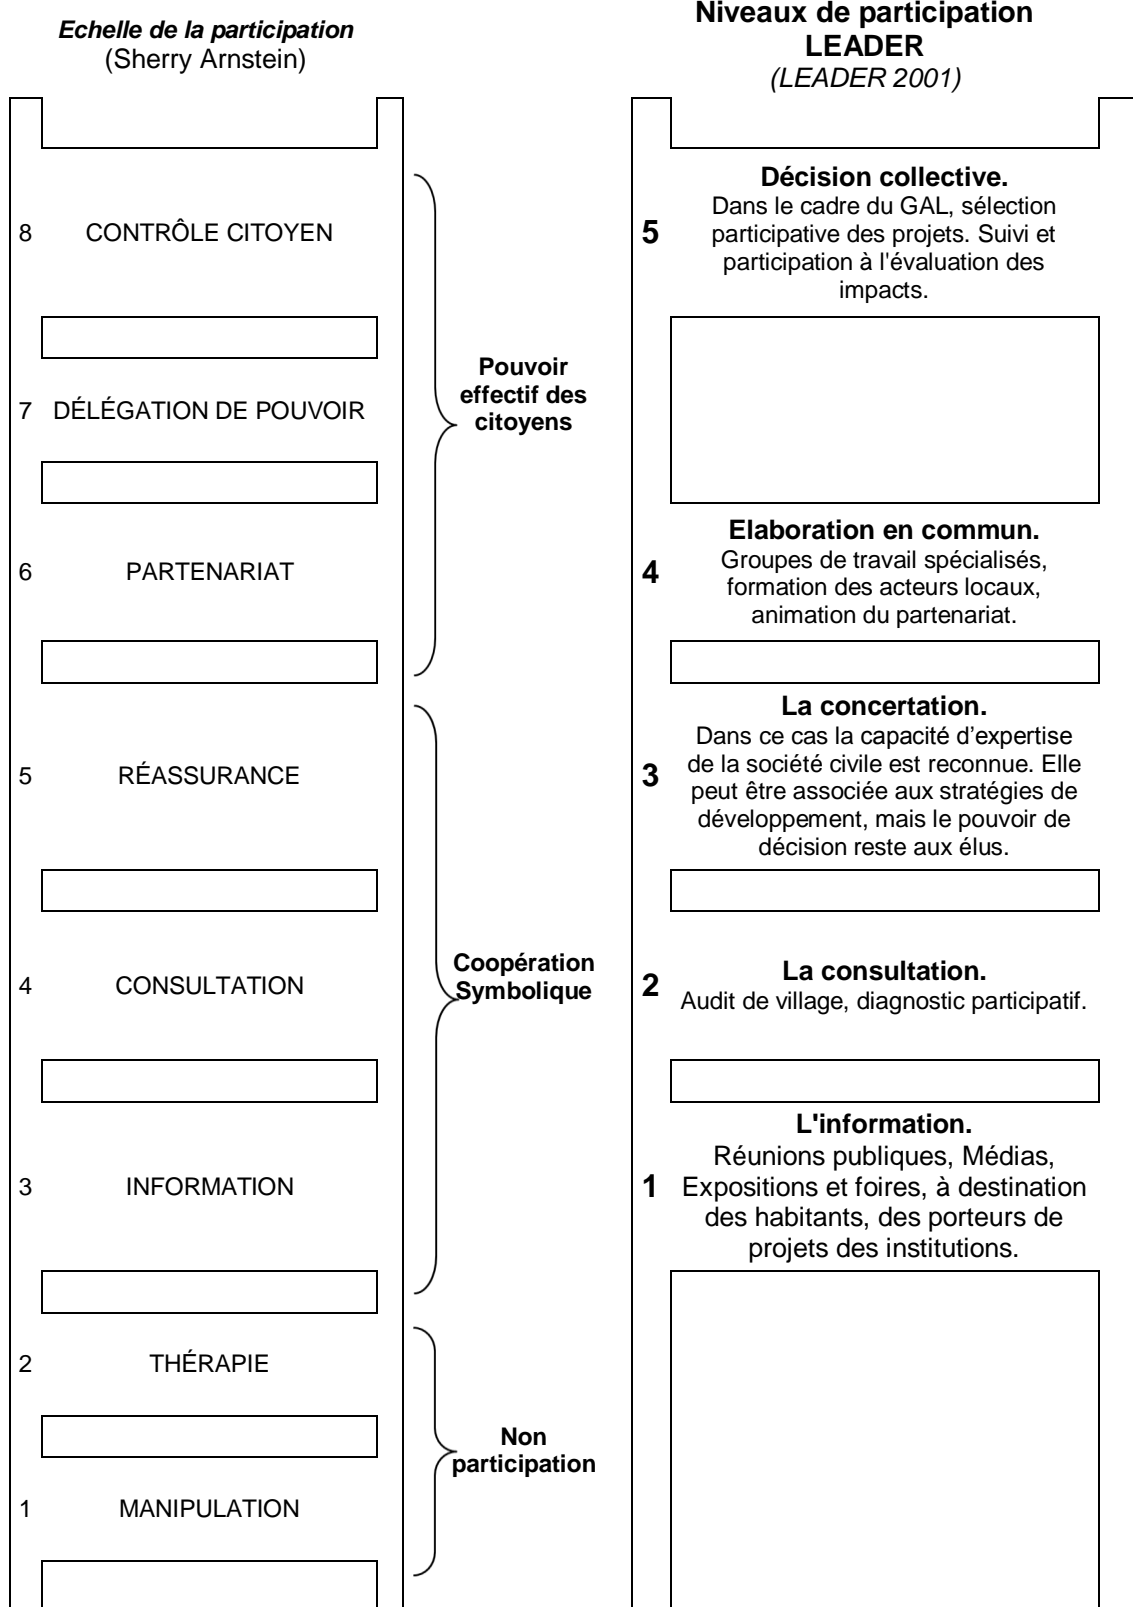 Echelle de la participation
(Sherry Arnstein)
8 CONTRÔLE CITOYEN
7 DÉLÉGATION DE POUVOIR
6 PARTENARIAT
5 RÉASSURANCE
4 CONSULTATION
3 INFORMATION
2 THÉRAPIE
1 MANIPULATION
Pouvoir
effectif des
citoyens
Coopération
Symbolique
Non
participation
Niveaux de participation
LEADER
(LEADER 2001)
Décision collective.
Dans le cadre du GAL, sélection
5 participative des projets. Suivi et
participation à l'évaluation des
impacts.
Elaboration en commun.
4 Groupes de travail spécialisés,
formation des acteurs locaux,
animation du partenariat.
La concertation.
Dans ce cas la capacité d’expertise
3 de la société civile est reconnue. Elle
peut être associée aux stratégies de
développement, mais le pouvoir de
décision reste aux élus.
2 La consultation.
Audit de village, diagnostic participatif.
L'information.
Réunions publiques, Médias,
1 Expositions et foires, à destination
des habitants, des porteurs de
projets des institutions.